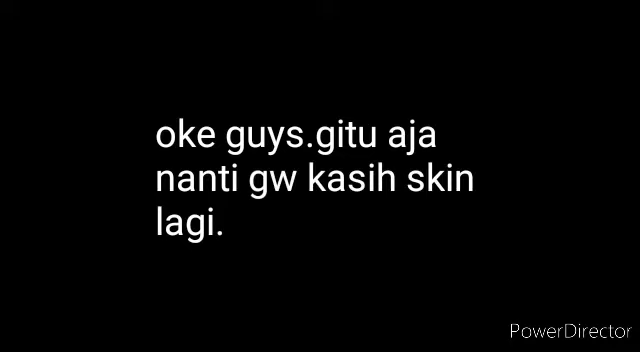 oke guys.gitu aja
nanti gw kasih skin
lagi.
PowerDirector